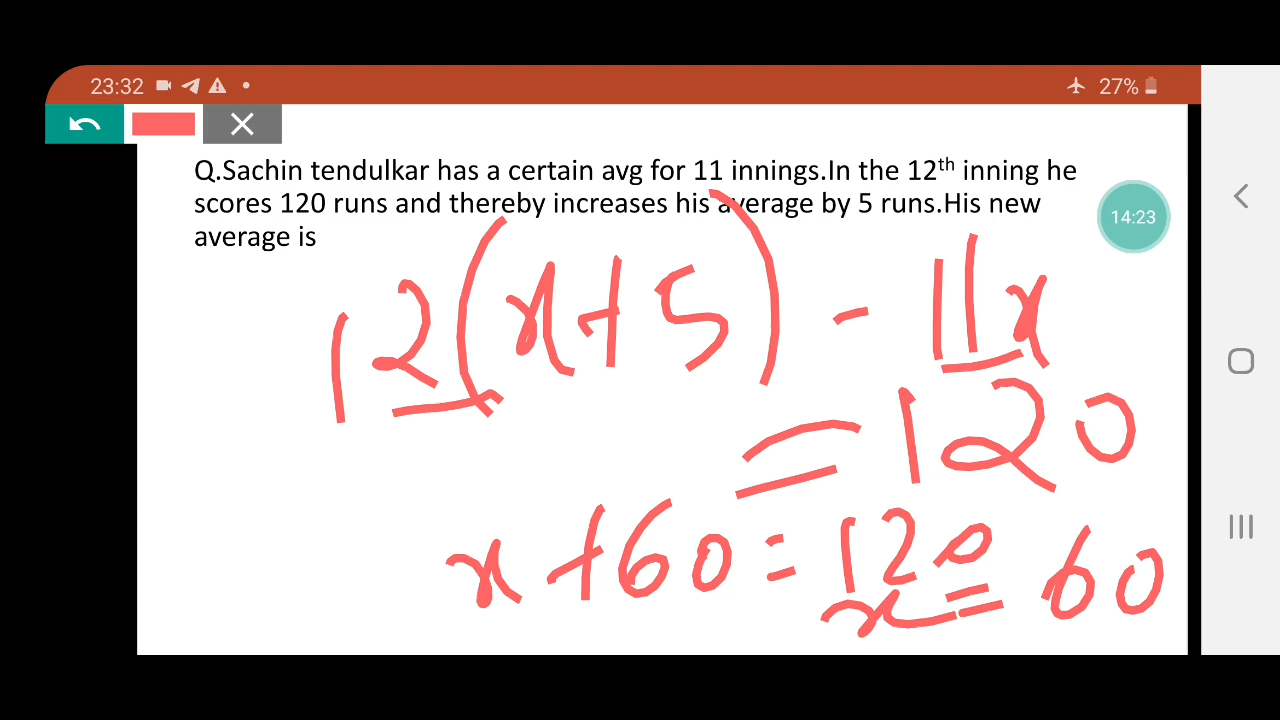 23:32
27%
Q.Sachin tendulkar has a certain avg for 11 innings.In the 12th inning he
scores 120 runs and thereby increases his average by 5 runs.His new
average is
14:23
12(x+5) - 11x
= 120
x+60 = 120
x = 60